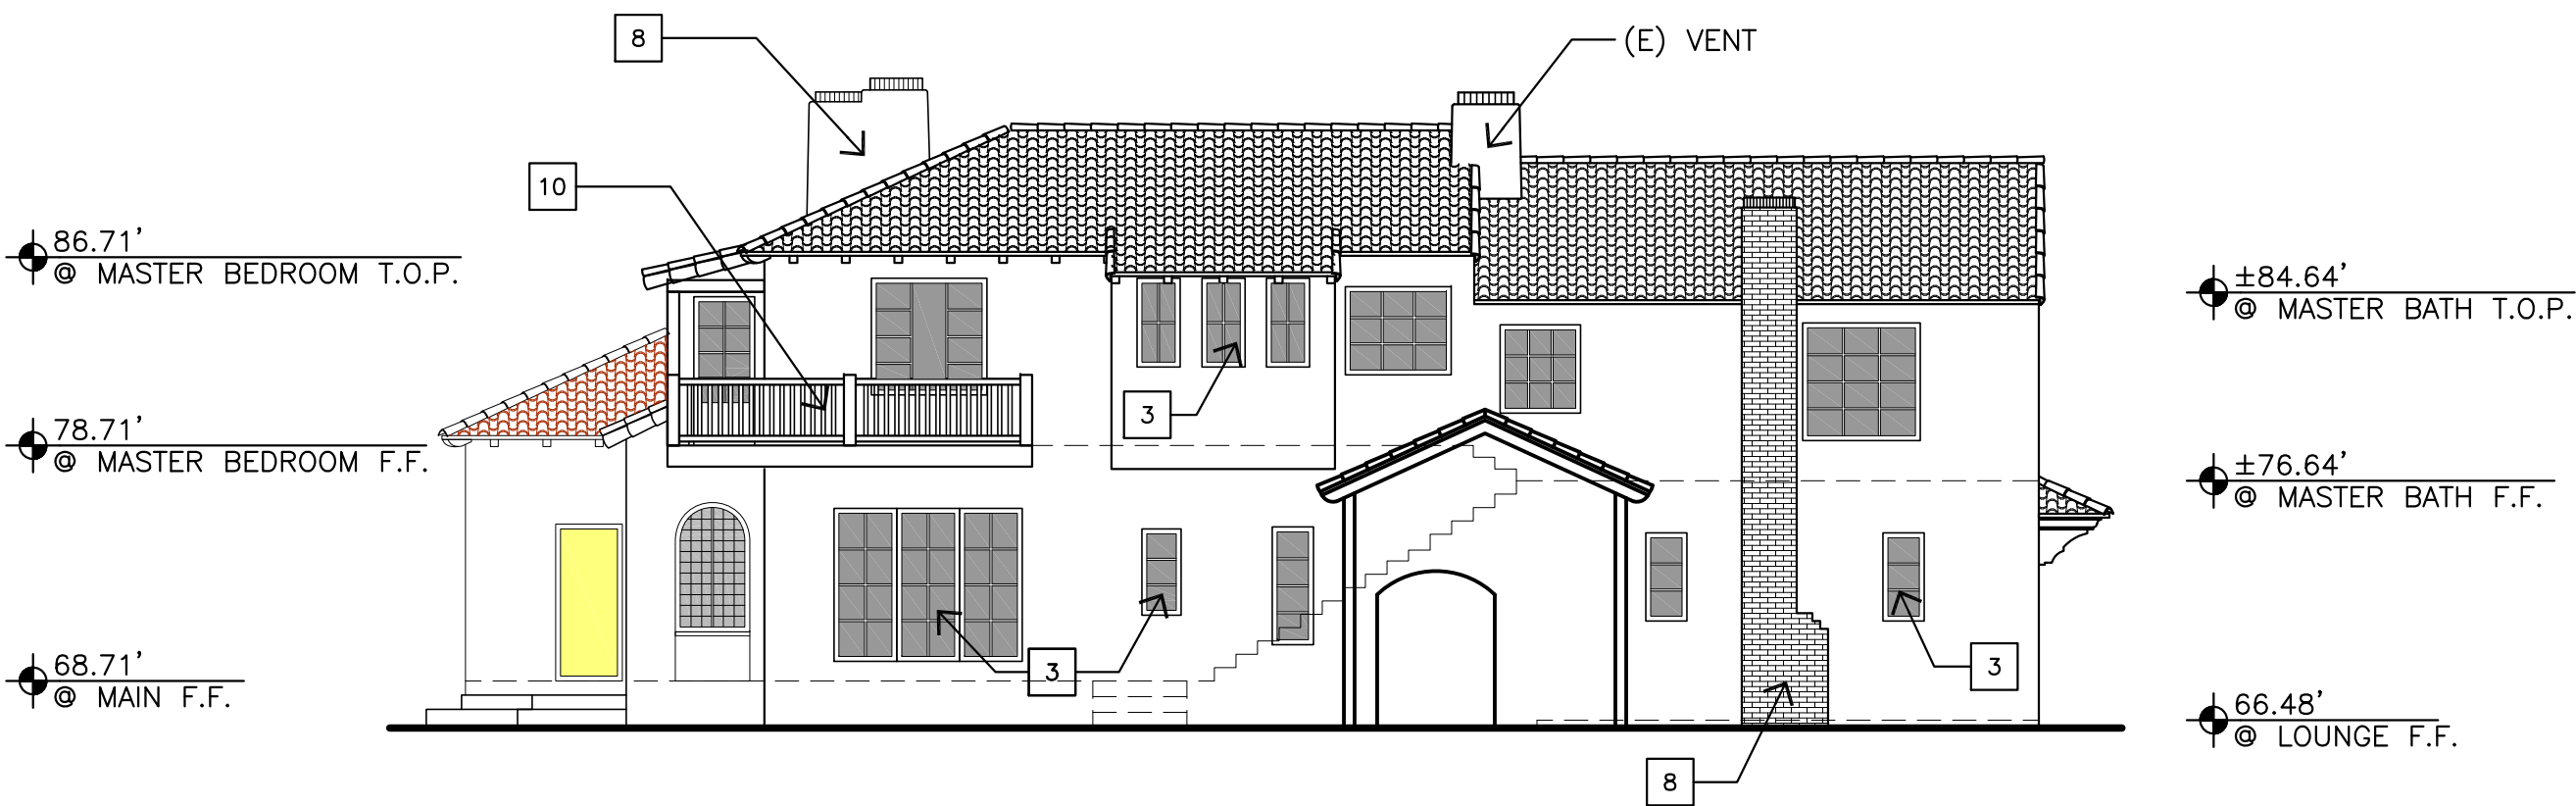 8
(E) VENT
10
86.71'
@ MASTER BEDROOM T.O.P.
±84.64'
@ MASTER BATH T.O.P.
3
78.71'
@ MASTER BEDROOM F.F.
±76.64'
@ MASTER BATH F.F.
68.71'
@ MAIN F.F.
3
3
66.48'
@ LOUNGE F.F.
8